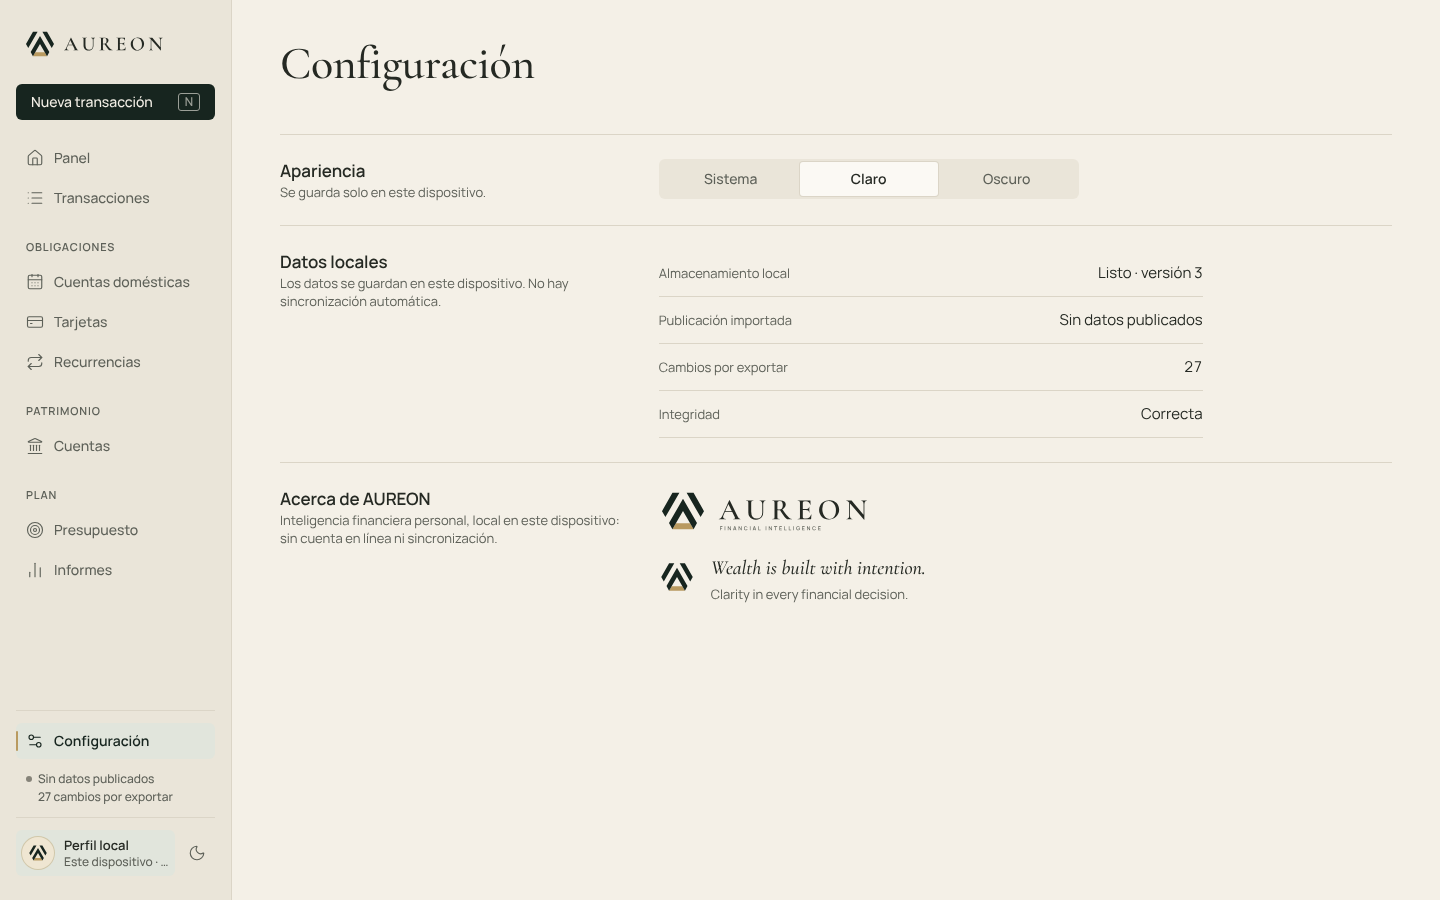 AUREON
Nueva transacción N
Panel
Transacciones
OBLIGACIONES
Cuentas domésticas
Tarjetas
Recurrencias
PATRIMONIO
Cuentas
PLAN
Presupuesto
Informes
Configuración
Sin datos publicados
27 cambios por exportar
Perfil local
Este dispositivo · ...
Configuración
Apariencia
Se guarda solo en este dispositivo.
Sistema Claro Oscuro
Datos locales
Los datos se guardan en este dispositivo. No hay
sincronización automática.
Almacenamiento local Listo · versión 3
Publicación importada Sin datos publicados
Cambios por exportar 27
Integridad Correcta
Acerca de AUREON
Inteligencia financiera personal, local en este dispositivo:
sin cuenta en línea ni sincronización.
AUREON
FINANCIAL INTELLIGENCE
Wealth is built with intention.
Clarity in every financial decision.